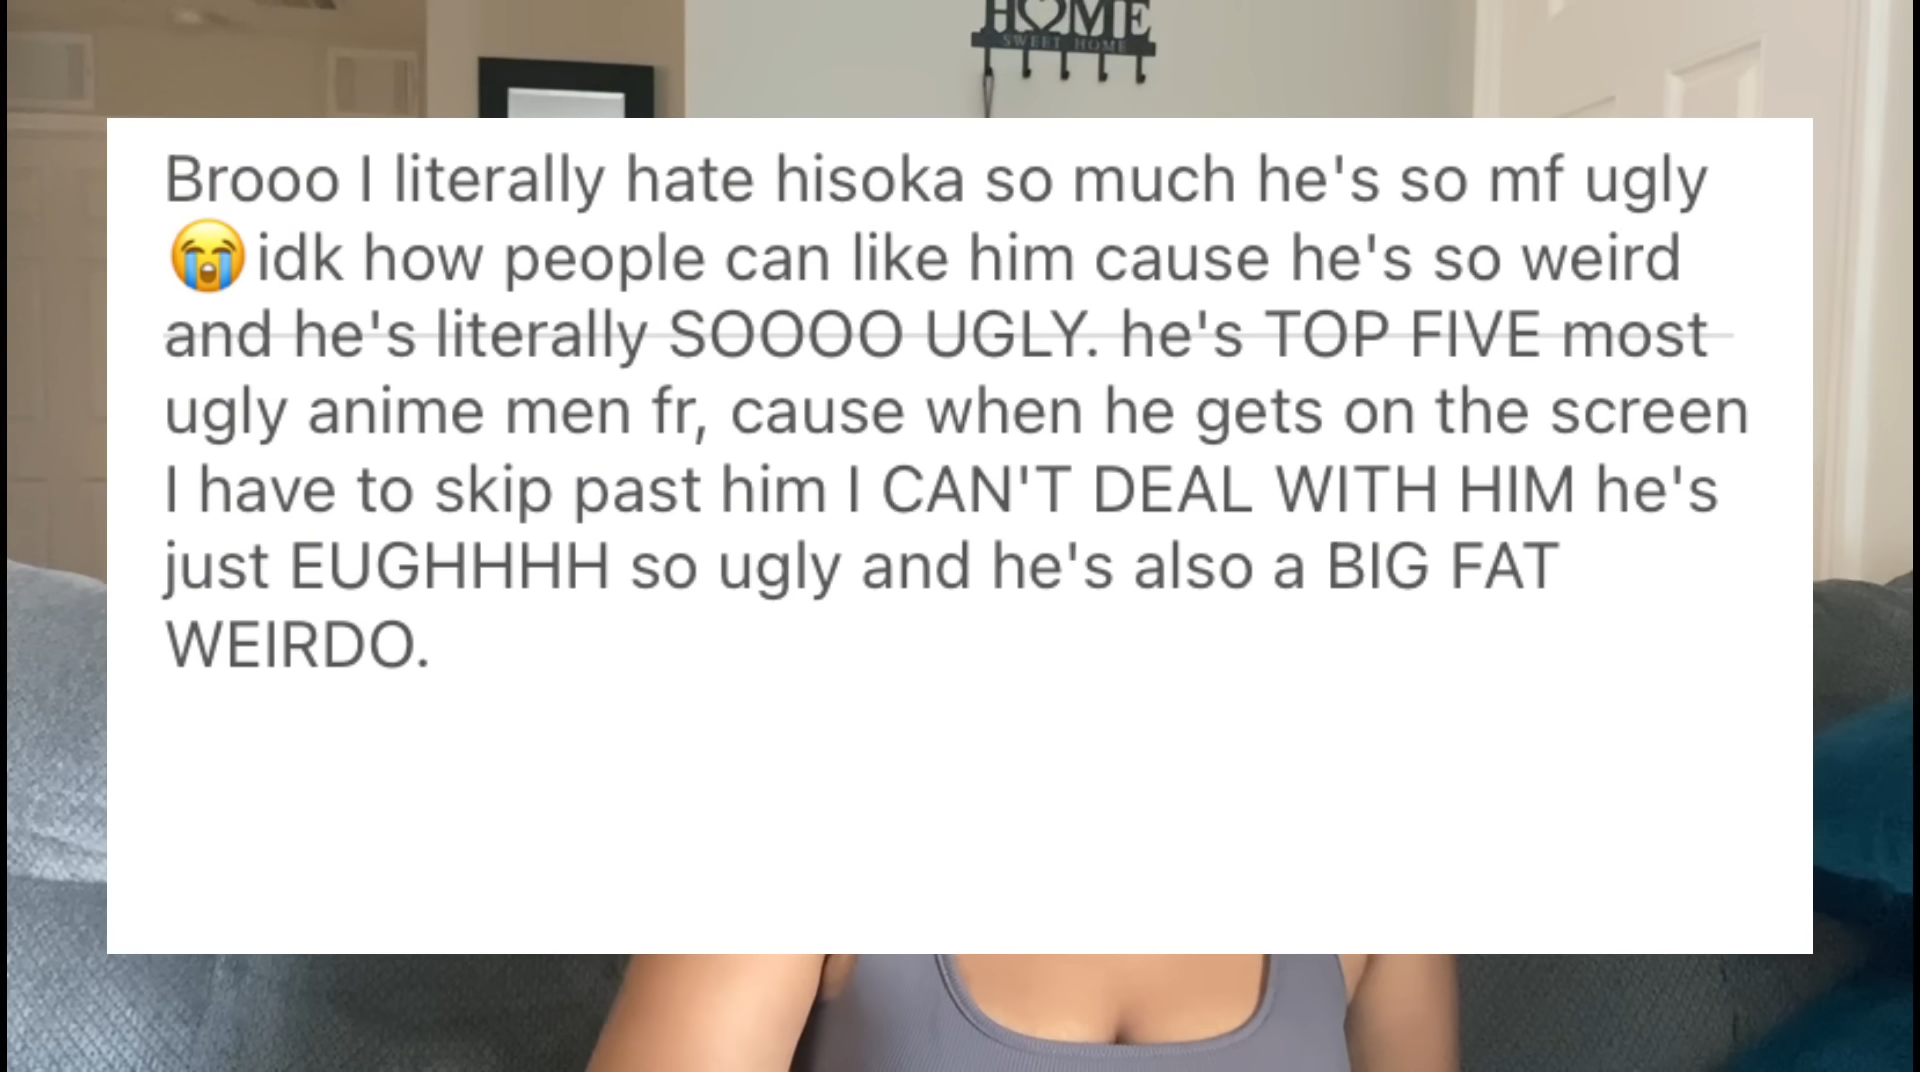 HOME
SWEET HOME
Brooo I literally hate hisoka so much he's so mf ugly
😭 idk how people can like him cause he's so weird
and he's literally SOOOO UGLY. he's TOP FIVE most
ugly anime men fr, cause when he gets on the screen
I have to skip past him I CAN'T DEAL WITH HIM he's
just EUGHHHH so ugly and he's also a BIG FAT
WEIRDO.